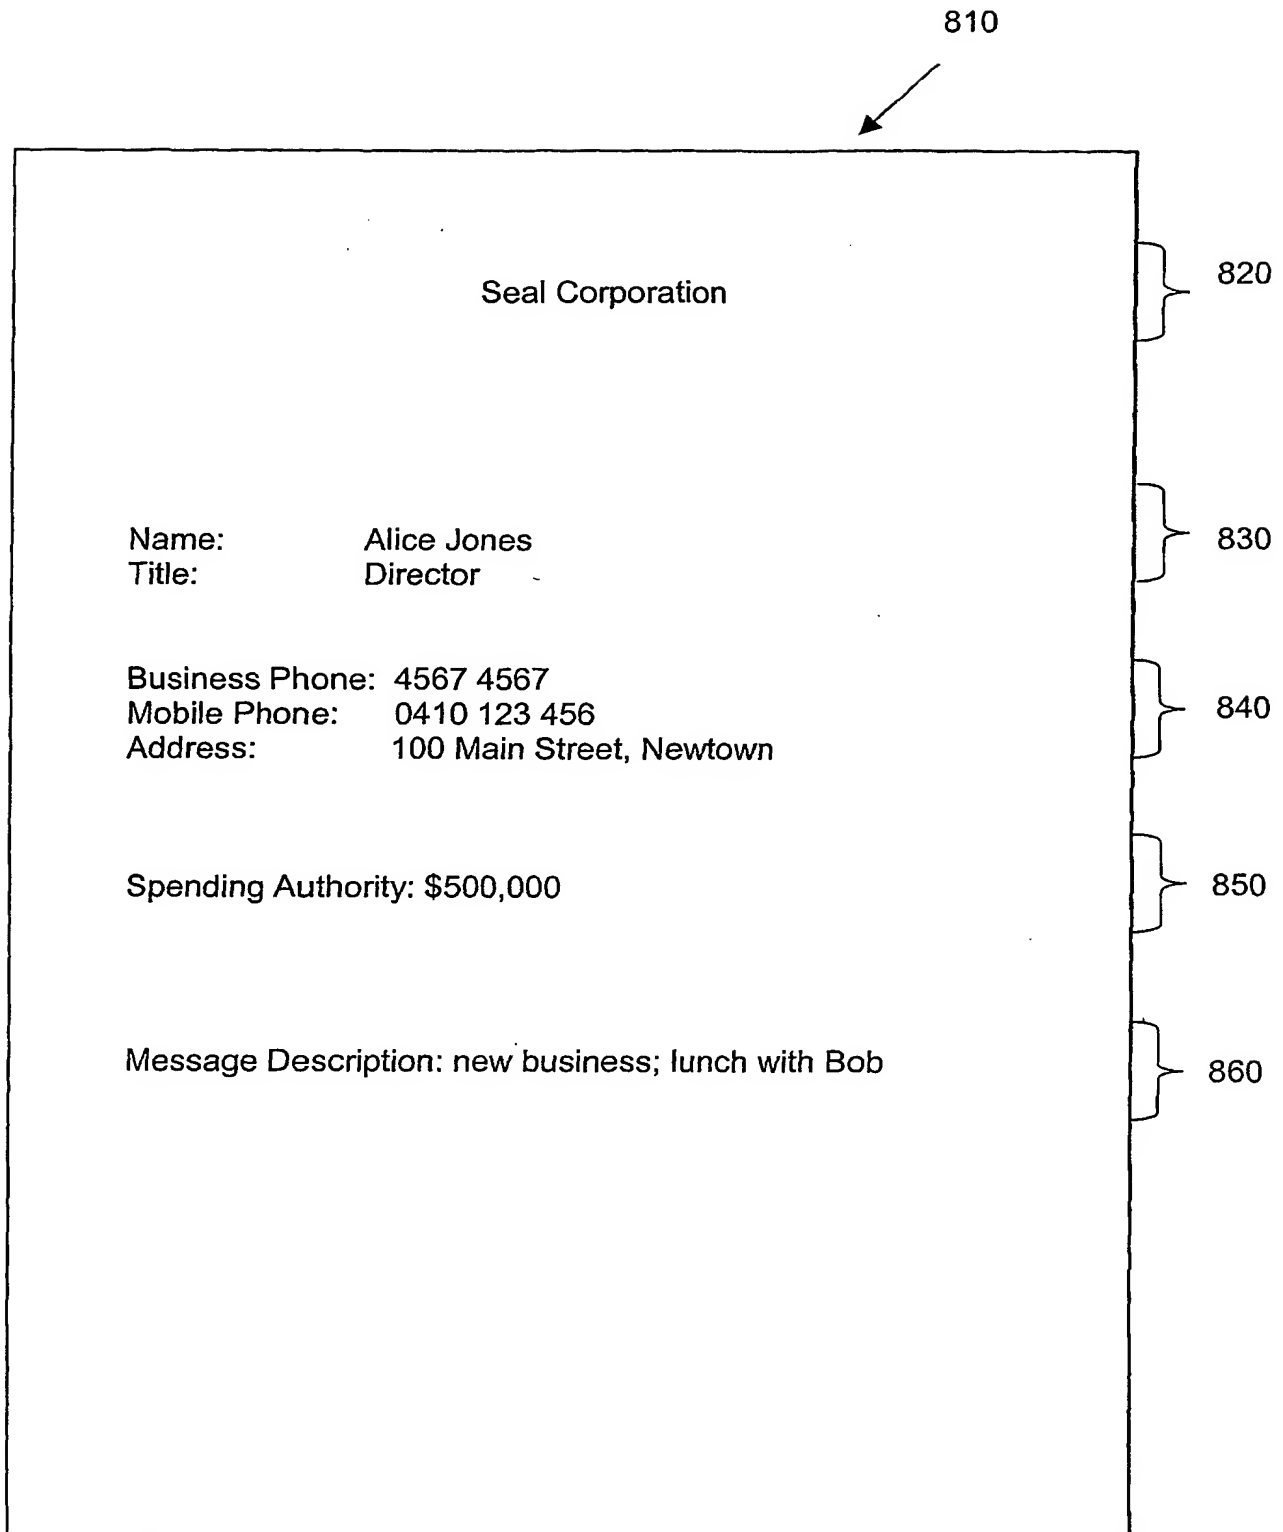 810
Seal Corporation 820
Name: Alice Jones 830
Title: Director
Business Phone: 4567 4567
Mobile Phone: 0410 123 456 840
Address: 100 Main Street, Newtown
Spending Authority: $500,000 850
Message Description: new business; lunch with Bob 860